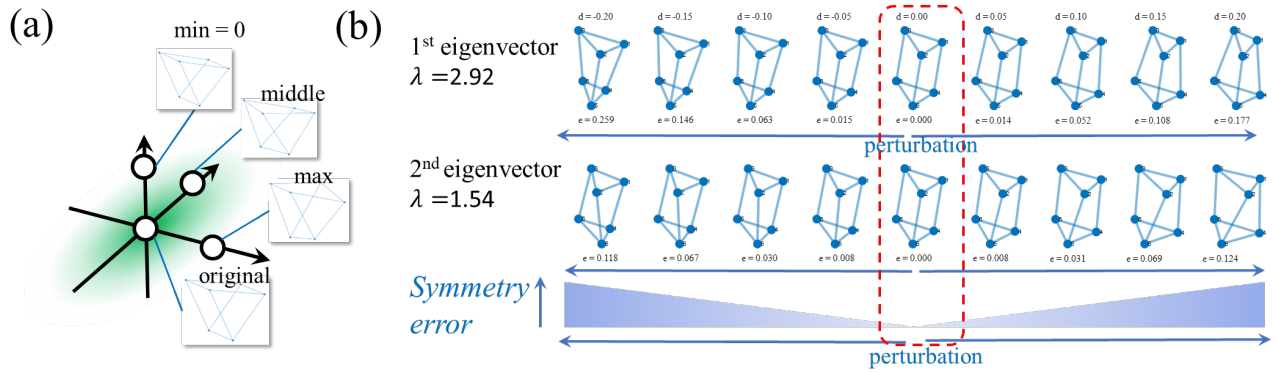 (a)
min = 0
middle
max
original
(b)
d = -0.20 d = -0.15 d = -0.10 d = -0.05 d = 0.00 d = 0.05 d = 0.10 d = 0.15 d = 0.20
1st eigenvector
λ =2.92
e = 0.259 e = 0.146 e = 0.063 e = 0.015 e = 0.000 e = 0.014 e = 0.052 e = 0.108 e = 0.177
perturbation
2nd eigenvector
λ =1.54
e = 0.118 e = 0.067 e = 0.030 e = 0.008 e = 0.000 e = 0.008 e = 0.031 e = 0.069 e = 0.124
Symmetry
error
perturbation